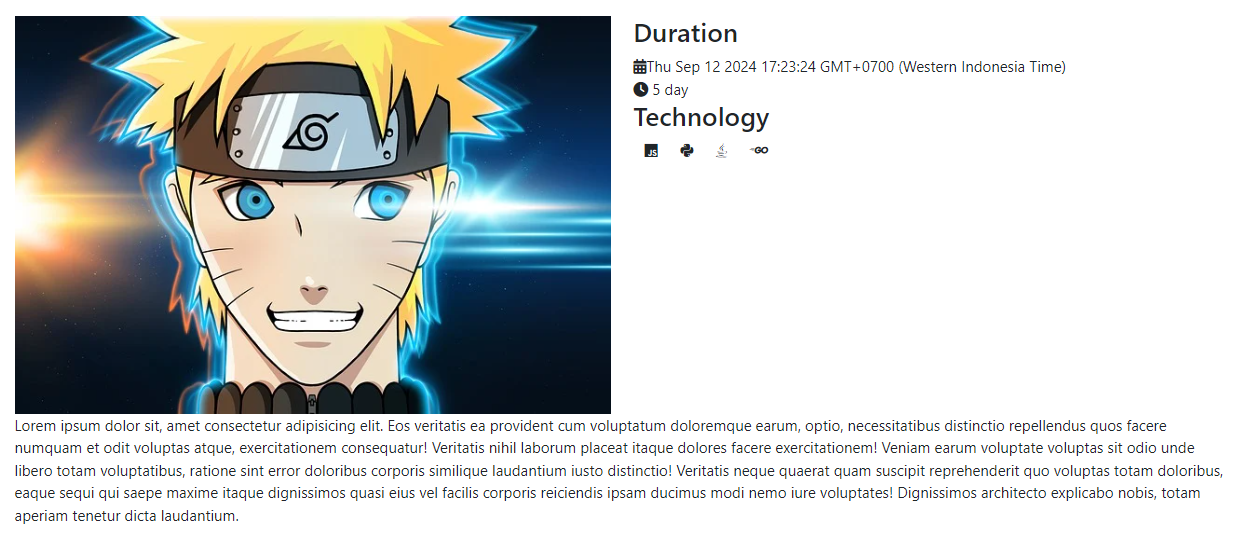 Duration
Thu Sep 12 2024 17:23:24 GMT+0700 (Western Indonesia Time)
5 day
Technology
JS GO
Lorem ipsum dolor sit, amet consectetur adipisicing elit. Eos veritatis ea provident cum voluptatum doloremque earum, optio, necessitatibus distinctio repellendus quos facere
numquam et odit voluptas atque, exercitationem consequatur! Veritatis nihil laborum placeat itaque dolores facere exercitationem! Veniam earum voluptate voluptas sit odio unde
libero totam voluptatibus, ratione sint error doloribus corporis similique laudantium iusto distinctio! Veritatis neque quaerat quam suscipit reprehenderit quo voluptas totam doloribus,
eaque sequi qui saepe maxime itaque dignissimos quasi eius vel facilis corporis reiciendis ipsam ducimus modi nemo iure voluptates! Dignissimos architecto explicabo nobis, totam
aperiam tenetur dicta laudantium.